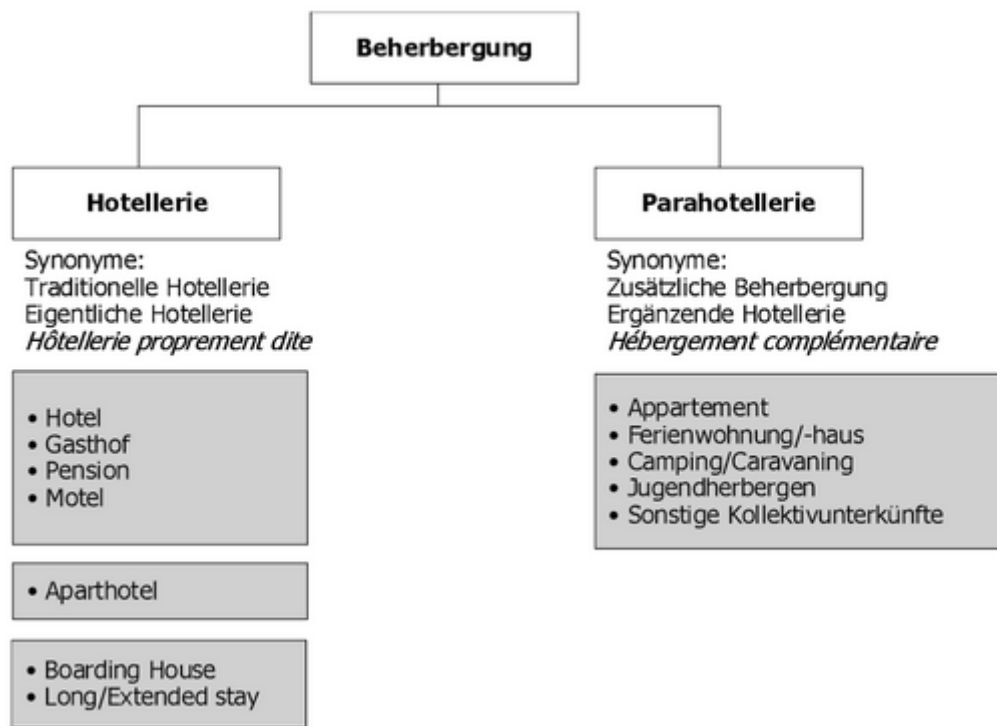 Beherbergung
Hotellerie
Synonyme:
Traditionelle Hotellerie
Eigentliche Hotellerie
Hôtellerie proprement dite
• Hotel
• Gasthof
• Pension
• Motel
• Aparthotel
• Boarding House
• Long/Extended stay
Parahotellerie
Synonyme:
Zusätzliche Beherbergung
Ergänzende Hotellerie
Hébergement complémentaire
• Appartement
• Ferienwohnung/-haus
• Camping/Caravaning
• Jugendherbergen
• Sonstige Kollektivunterkünfte